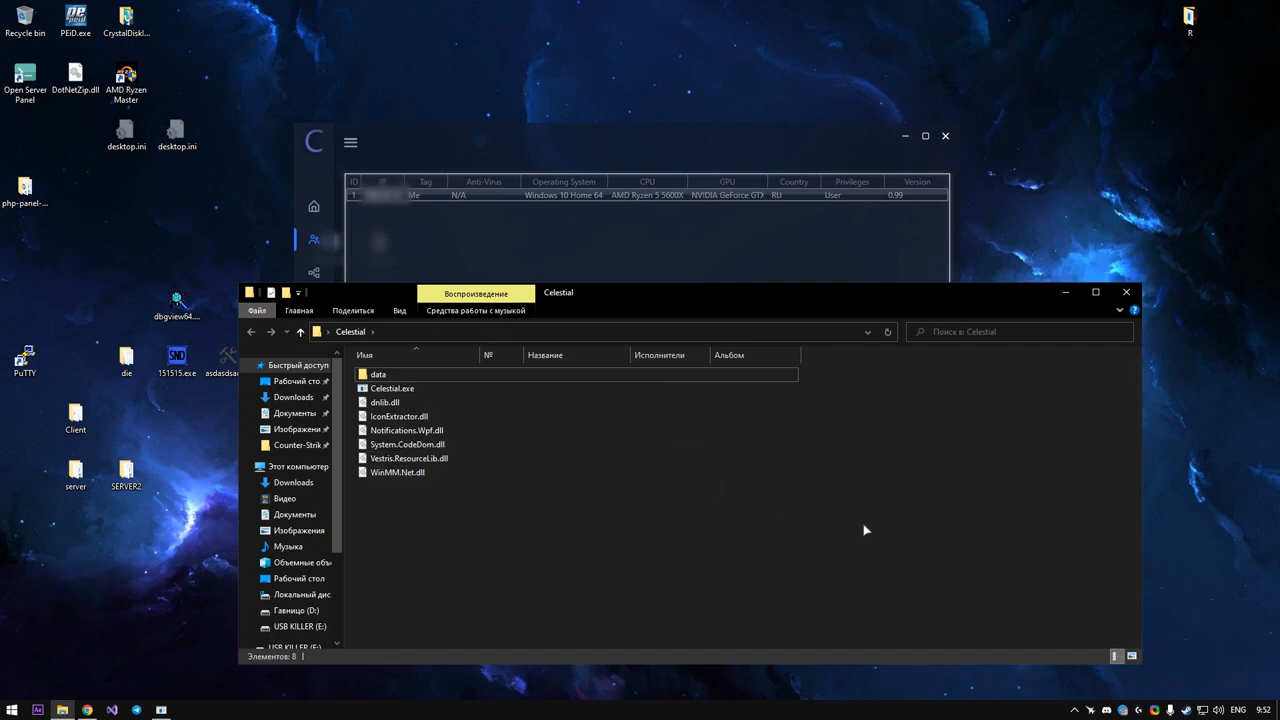 Recycle bin
PEiD.exe
CrystalDiskI...
R
Open Server Panel
DotNetZip.dll
AMD Ryzen Master
desktop.ini
desktop.ini
php-panel-...
dbgview64....
PuTTY
die
151515.exe
asdasdsa
Client
server
SERVER2
C
ID
IP
Tag
Anti-Virus
Operating System
CPU
GPU
Country
Privileges
Version
1
Me
N/A
Windows 10 Home 64
AMD Ryzen 5 5600X
NVIDIA GeForce GTX
RU
User
0.99
Воспроизведение
Celestial
Файл
Главная
Поделиться
Вид
Средства работы с музыкой
Celestial
Поиск в: Celestial
Имя
№
Название
Исполнители
Альбом
Быстрый доступ
Рабочий сто
Downloads
Документы
Изображени
Counter-Strik
Этот компьютер
Downloads
Видео
Документы
Изображения
Музыка
Объемные объ
Рабочий стол
Локальный дис
Гавницо (D:)
USB KILLER (E:)
USB KILLER (E:)
data
Celestial.exe
dnlib.dll
IconExtractor.dll
Notifications.Wpf.dll
System.CodeDom.dll
Vestris.ResourceLib.dll
WinMM.Net.dll
Элементов: 8
ENG
9:52